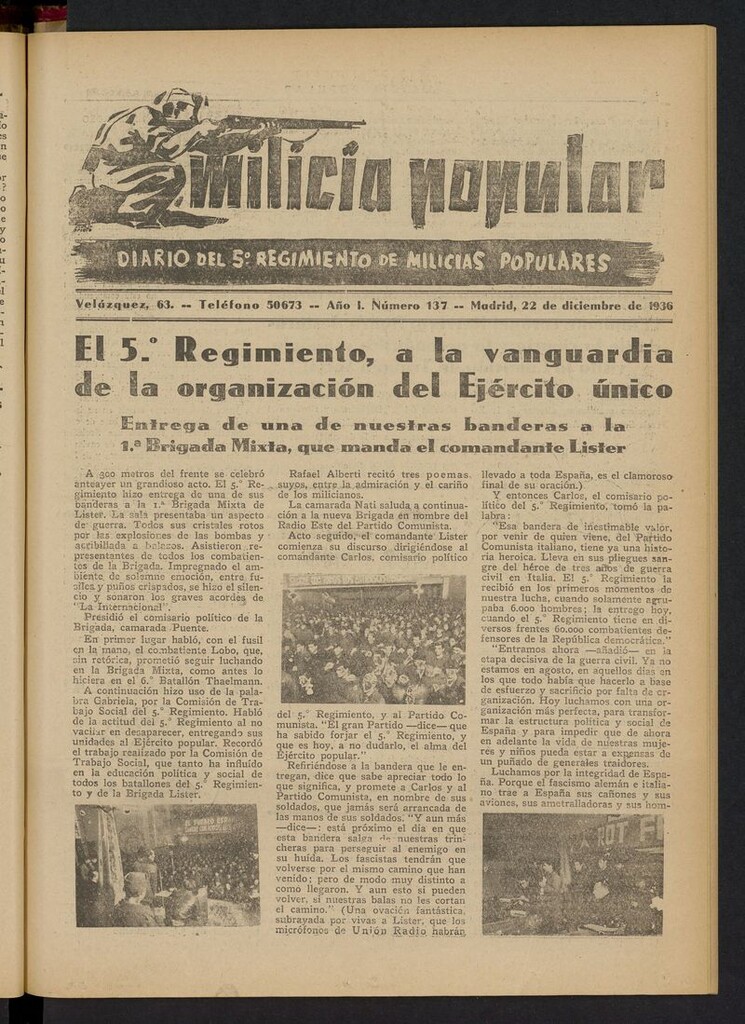 milicia popular
DIARIO DEL 5º REGIMIENTO DE MILICIAS POPULARES
Velázquez, 63. -- Teléfono 50673 -- Año I. Número 137 -- Madrid, 22 de diciembre de 1936
El 5.º Regimiento, a la vanguardia
de la organización del Ejército único
Entrega de una de nuestras banderas a la
1.ª Brigada Mixta, que manda el comandante Lister
A 300 metros del frente se celebró
anteayer un grandioso acto. El 5.º Re-
gimiento hizo entrega de una de sus
banderas a la 1.ª Brigada Mixta de
Lister. La sala presentaba un aspecto
de guerra. Todos sus cristales rotos
por las explosiones de las bombas y
acribillada a balazos. Asistieron re-
presentantes de todos los combatien-
tes de la Brigada. Impregnado el am-
biente de solemne emoción, entre fu-
siles y puños crispados, se hizo el silen-
cio y sonaron los graves acordes de
"La Internacional".
Presidió el comisario político de la
Brigada, camarada Puente.
En primer lugar habló, con el fusil
en la mano, el combatiente Lobo, que,
sin retórica, prometió seguir luchando
en la Brigada Mixta, como antes lo
hiciera en el 6.º Batallón Thaelmann.
A continuación hizo uso de la pala-
bra Gabriela, por la Comisión de Tra-
bajo Social del 5.º Regimiento. Habló
de la actitud del 5.º Regimiento al no
vacilar en desaparecer, entregando sus
unidades al Ejército popular. Recordó
el trabajo realizado por la Comisión de
Trabajo Social, que tanto ha influído
en la educación política y social de
todos los batallones del 5.º Regimien-
to y de la Brigada Lister.
Rafael Alberti recitó tres poemas
suyos, entre la admiración y el cariño
de los milicianos.
La camarada Nati saluda a continua-
ción a la nueva Brigada en nombre del
Radio Este del Partido Comunista.
Acto seguido, el comandante Lister
comienza su discurso dirigiéndose al
comandante Carlos, comisario político
del 5.º Regimiento, y al Partido Co-
munista. "El gran Partido —dice— que
ha sabido forjar el 5.º Regimiento, y
que es hoy, a no dudarlo, el alma del
Ejército popular."
Refiriéndose a la bandera que le en-
tregan, dice que sabe apreciar todo lo
que significa, y promete a Carlos y al
Partido Comunista, en nombre de sus
soldados, que jamás será arrancada de
las manos de sus soldados. "Y aun más
—dice—: está próximo el día en que
esta bandera salga de nuestras trin-
cheras para perseguir al enemigo en
su huída. Los fascistas tendrán que
volverse por el mismo camino que han
venido; pero de modo muy distinto a
como llegaron. Y aun esto si pueden
volver, si nuestras balas no les cortan
el camino." (Una ovación fantástica,
subrayada por vivas a Lister, que los
micrófonos de Unión Radio habrán
llevado a toda España, es el clamoroso
final de su oración.)
Y entonces Carlos, el comisario po-
lítico del 5.º Regimiento, tomó la pa-
labra:
"Esa bandera de inestimable valor,
por venir de quien viene, del Partido
Comunista italiano, tiene ya una histo-
ria heroica. Lleva en sus pliegues san-
gre del héroe de tres años de guerra
civil en Italia. El 5.º Regimiento la
recibió en los primeros momentos de
nuestra lucha, cuando solamente agru-
paba 6.000 hombres; la entrego hoy,
cuando el 5.º Regimiento tiene en di-
versos frentes 60.000 combatientes de-
fensores de la República democrática."
"Entramos ahora —añadió— en la
etapa decisiva de la guerra civil. Ya no
estamos en agosto, en aquellos días en
los que todo había que hacerlo a base
de esfuerzo y sacrificio por falta de or-
ganización. Hoy luchamos con una or-
ganización más perfecta, para transfor-
mar la estructura política y social de
España y para impedir que de ahora
en adelante la vida de nuestras muje-
res y niños pueda estar a expensas de
un puñado de generales traidores.
Luchamos por la integridad de Espa-
ña. Porque el fascismo alemán e italia-
no trae a España sus cañones y sus
aviones, sus ametralladoras y sus hom-